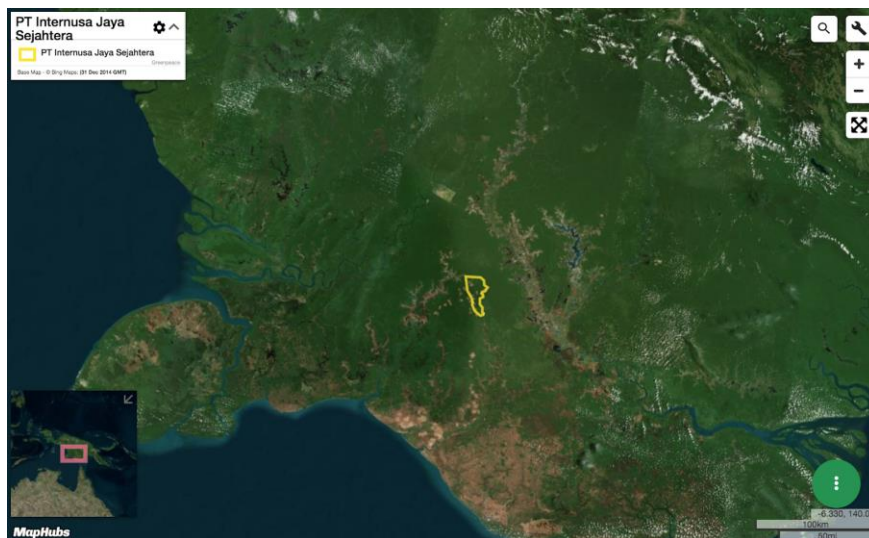 PT Internusa Jaya
Sejahtera
PT Internusa Jaya Sejahtera
Greenpeace
Base Map - © Bing Maps: (31 Dec 2014 GMT)
+
−
-6.330, 140.0
100km
50mi
MapHubs